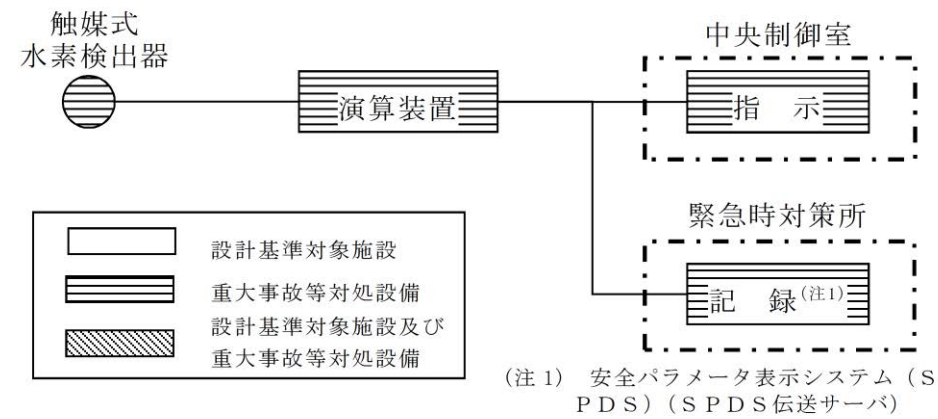 触媒式
水素検出器
演算装置
中央制御室
指　示
緊急時対策所
記　録(注1)
設計基準対象施設
重大事故等対処設備
設計基準対象施設及び
重大事故等対処設備
(注 1)　安全パラメータ表示システム（S
ＰＤＳ）（ＳＰＤＳ伝送サーバ）